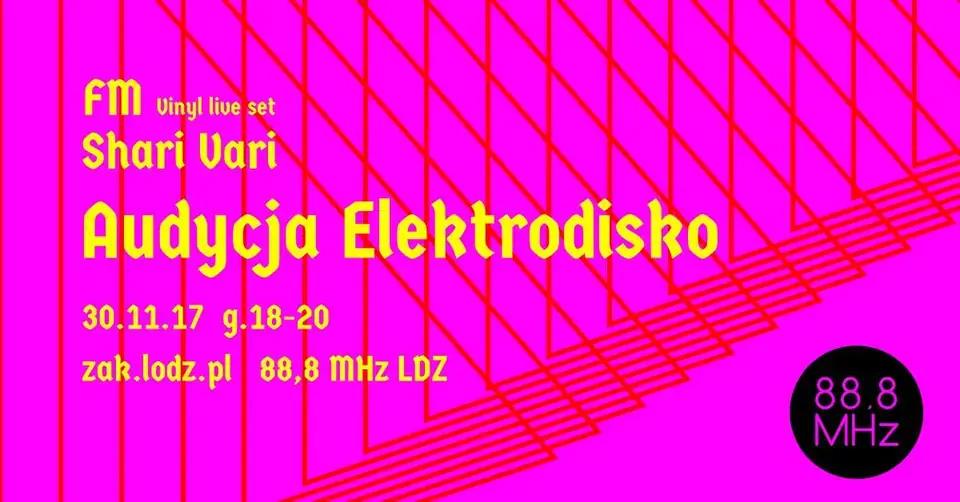 FM Vinyl live set
Shari Vari
Audycja Elektrodisko
30.11.17 g.18-20
zak.lodz.pl 88,8 MHz LDZ
88,8
MHz